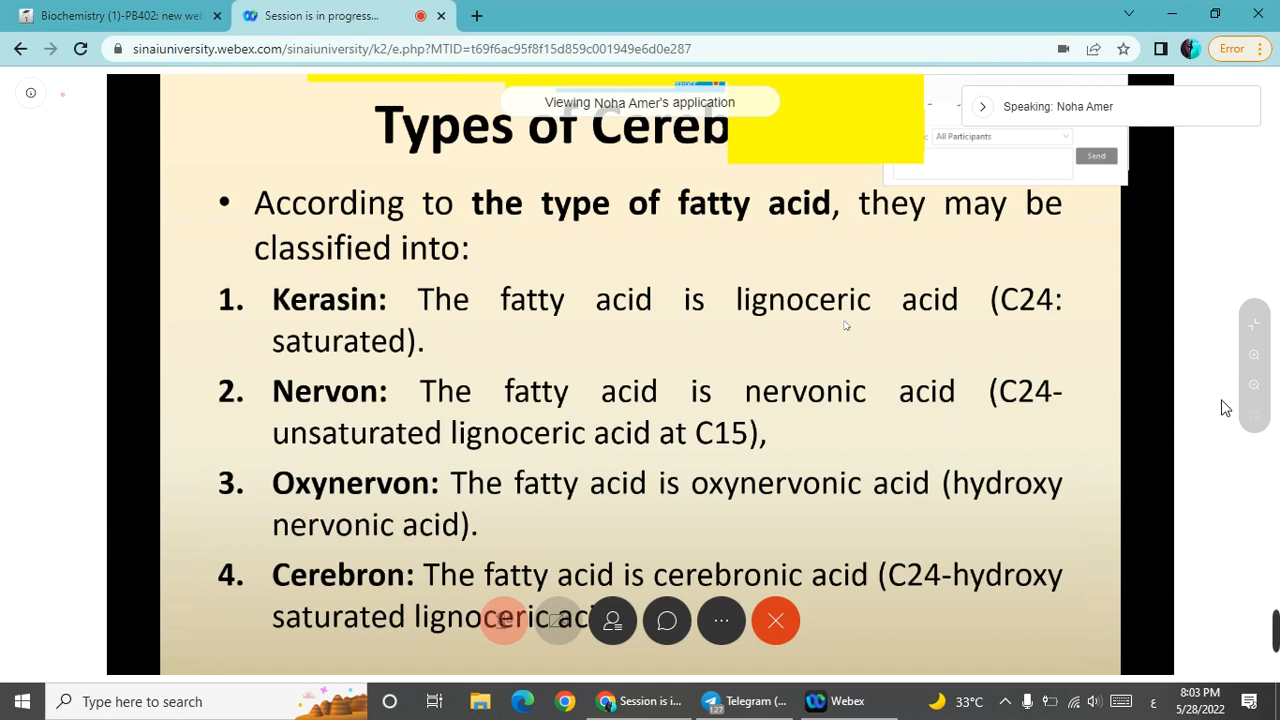 Biochemistry (1)-PB402: new web
Session is in progress...
sinaiuniversity.webex.com/sinaiuniversity/k2/e.php?MTID=t69f6ac95f8f15d859c001949e6d0e287
Error
Viewing Noha Amer's application
Speaking: Noha Amer
All Participants
Send
Types of Cereb
• According to the type of fatty acid, they may be
classified into:
1. Kerasin: The fatty acid is lignoceric acid (C24:
saturated).
2. Nervon: The fatty acid is nervonic acid (C24-
unsaturated lignoceric acid at C15),
3. Oxynervon: The fatty acid is oxynervonic acid (hydroxy
nervonic acid).
4. Cerebron: The fatty acid is cerebronic acid (C24-hydroxy
saturated lignoceric aci
Type here to search
Session is i...
Telegram (...
127
Webex
33°C
ع
8:03 PM
5/28/2022